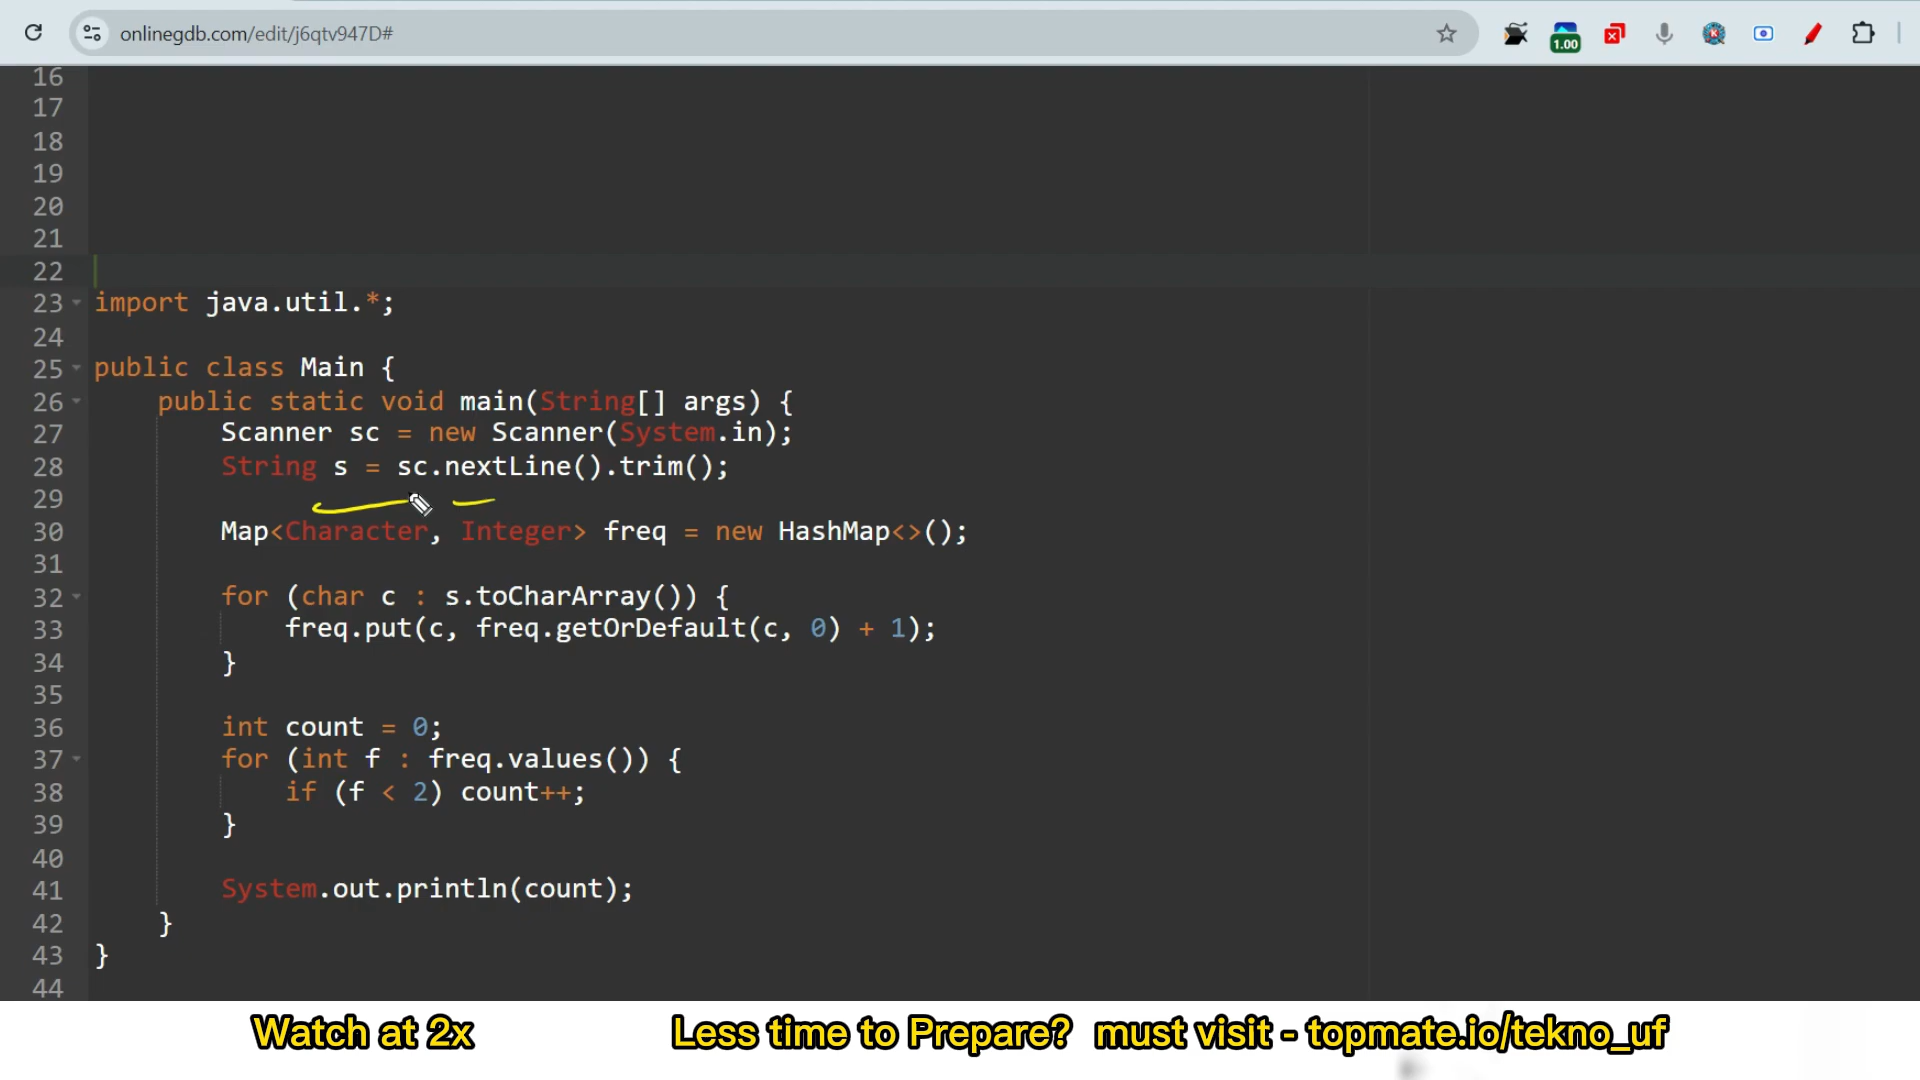 onlinegdb.com/edit/j6qtv947D#
1.00
16
17
18
19
20
21
22
23 import java.util.*;
24
25 public class Main {
26 public static void main(String[] args) {
27 Scanner sc = new Scanner(System.in);
28 String s = sc.nextLine().trim();
29
30 Map<Character, Integer> freq = new HashMap<>();
31
32 for (char c : s.toCharArray()) {
33 freq.put(c, freq.getOrDefault(c, 0) + 1);
34 }
35
36 int count = 0;
37 for (int f : freq.values()) {
38 if (f < 2) count++;
39 }
40
41 System.out.println(count);
42 }
43 }
44
Watch at 2x Less time to Prepare? must visit - topmate.io/tekno_uf